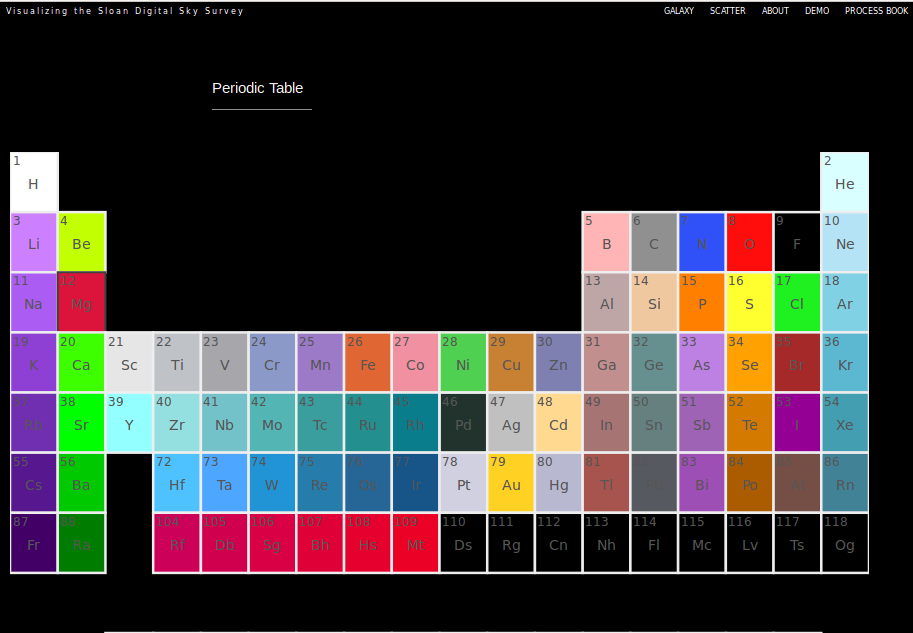 Visualizing the Sloan Digital Sky Survey GALAXY SCATTER ABOUT DEMO PROCESS BOOK
Periodic Table
1 2
H He
3 4 5 6 7 8 9 10
Li Be B C N O F Ne
11 12 13 14 15 16 17 18
Na Mg Al Si P S Cl Ar
19 20 21 22 23 24 25 26 27 28 29 30 31 32 33 34 35 36
K Ca Sc Ti V Cr Mn Fe Co Ni Cu Zn Ga Ge As Se Br Kr
37 38 39 40 41 42 43 44 45 46 47 48 49 50 51 52 53 54
Rb Sr Y Zr Nb Mo Tc Ru Rh Pd Ag Cd In Sn Sb Te I Xe
55 56 72 73 74 75 76 77 78 79 80 81 83 84 86
Cs Ba Hf Ta W Re Os Ir Pt Au Hg Tl Bi Po At Rn
87 88 104 105 106 107 108 109 110 111 112 113 114 115 116 117 118
Fr Ra Rf Db Sg Bh Hs Mt Ds Rg Cn Nh Fl Mc Lv Ts Og